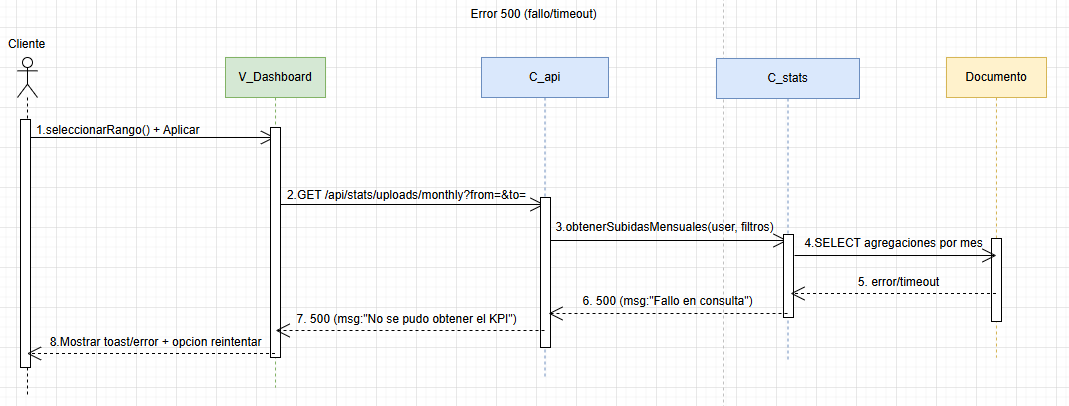 Error 500 (fallo/timeout)
Cliente
V_Dashboard
C_api
C_stats
Documento
1.seleccionarRango() + Aplicar
2.GET /api/stats/uploads/monthly?from=&to=
3.obtenerSubidasMensuales(user, filtros)
4.SELECT agregaciones por mes
5. error/timeout
6. 500 (msg:"Fallo en consulta")
7. 500 (msg:"No se pudo obtener el KPI")
8.Mostrar toast/error + opcion reintentar